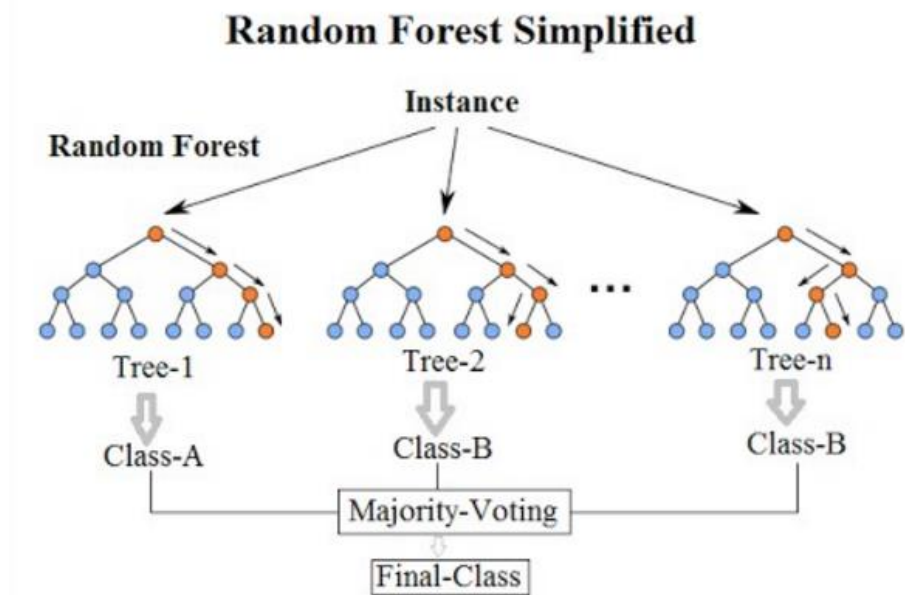 Random Forest Simplified
Instance
Random Forest
...
Tree-1
Tree-2
Tree-n
Class-A
Class-B
Class-B
Majority-Voting
Final-Class